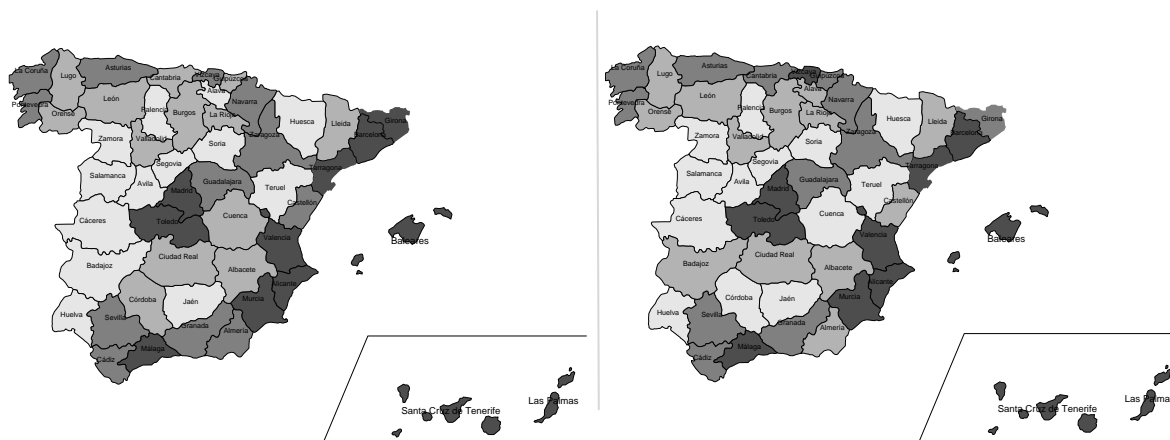 Asturias
La Coruña
Lugo
Cantabria
Vizcaya
Guipúzcoa
Alava
Pontevedra
Orense
León
Palencia
Burgos
La Rioja
Navarra
Huesca
Lleida
Girona
Barcelona
Zaragoza
Zamora
Valladolid
Soria
Tarragona
Segovia
Salamanca
Avila
Madrid
Guadalajara
Teruel
Castellón
Cáceres
Toledo
Cuenca
Valencia
Baleares
Badajoz
Ciudad Real
Albacete
Alicante
Huelva
Córdoba
Jaén
Murcia
Sevilla
Granada
Almería
Cádiz
Málaga
Las Palmas
Santa Cruz de Tenerife
Asturias
La Coruña
Lugo
Cantabria
Vizcaya
Guipúzcoa
Alava
Pontevedra
Orense
León
Palencia
Burgos
La Rioja
Navarra
Huesca
Lleida
Girona
Barcelona
Zaragoza
Zamora
Valladolid
Soria
Tarragona
Segovia
Salamanca
Avila
Madrid
Guadalajara
Teruel
Castellón
Cáceres
Toledo
Cuenca
Valencia
Baleares
Badajoz
Ciudad Real
Albacete
Alicante
Huelva
Córdoba
Jaén
Murcia
Sevilla
Granada
Almería
Cádiz
Málaga
Las Palmas
Santa Cruz de Tenerife